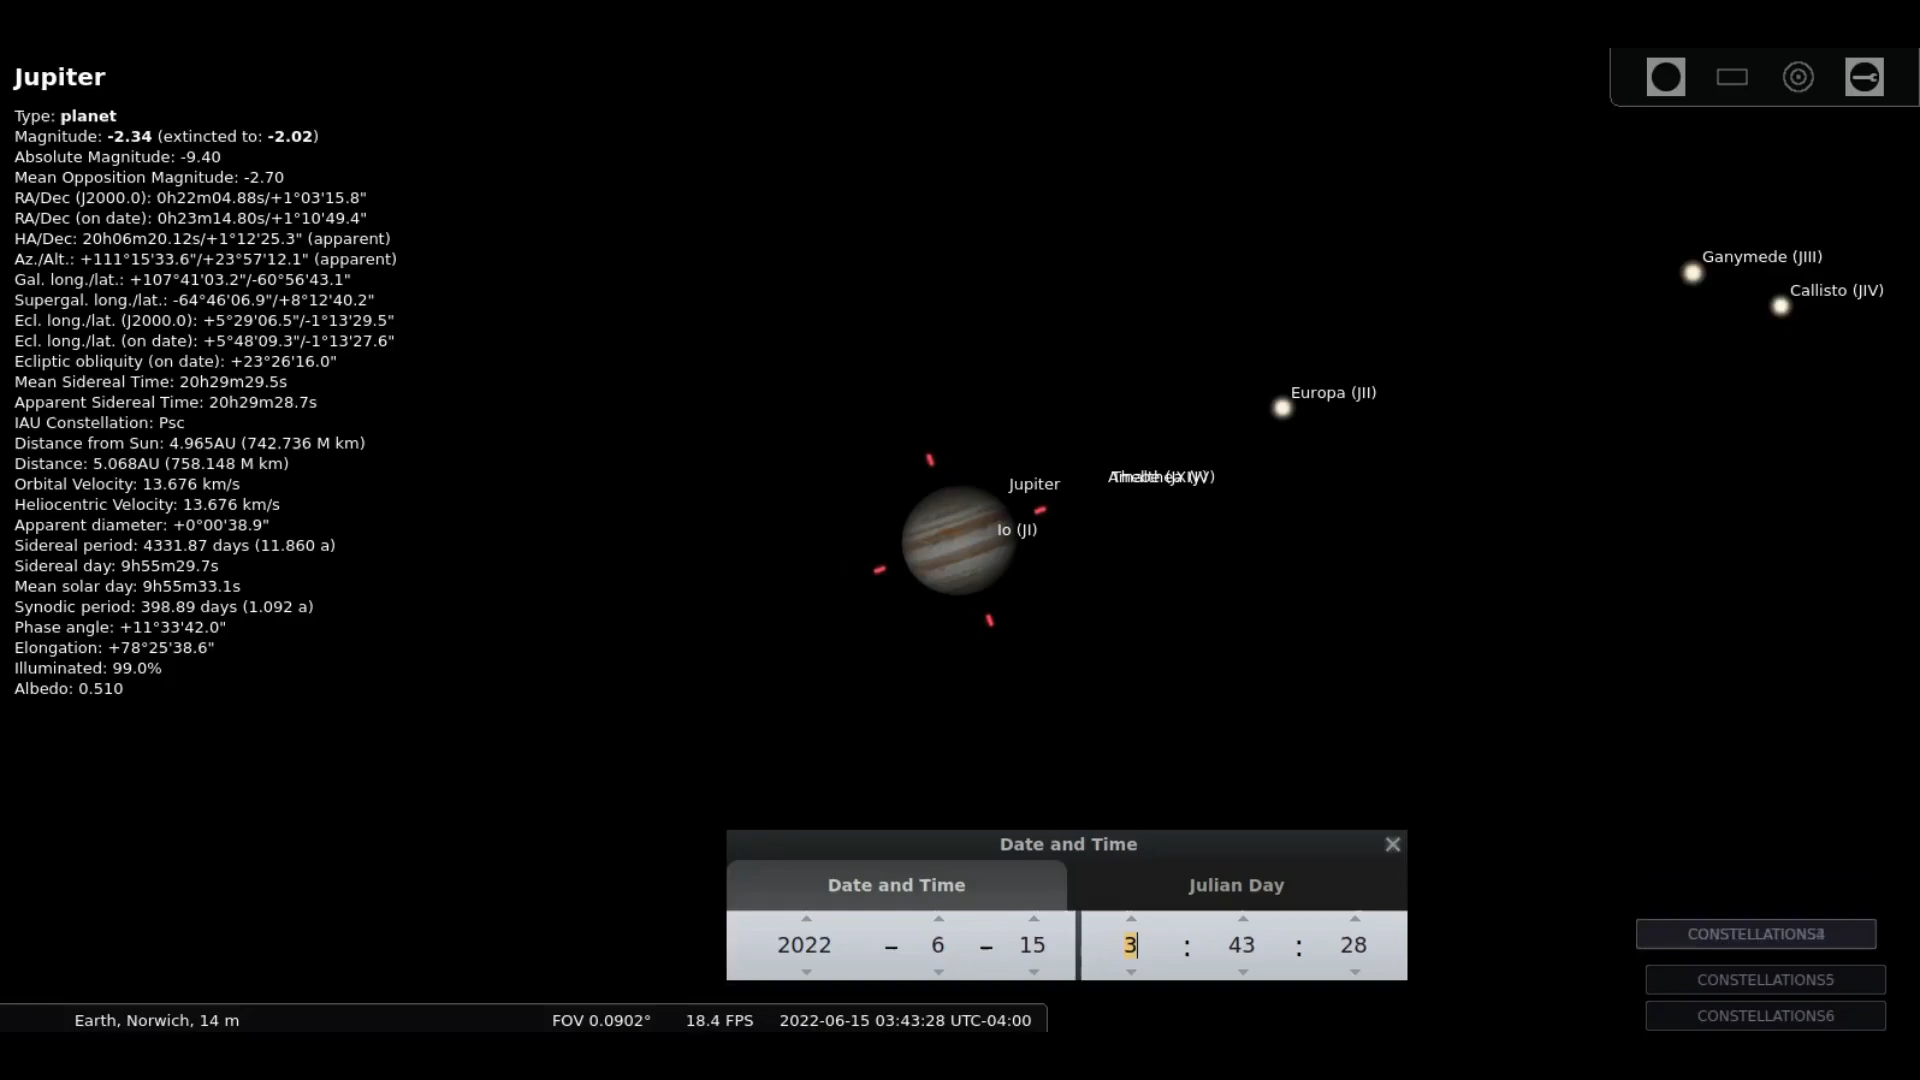 Jupiter
Type: planet
Magnitude: -2.34 (extincted to: -2.02)
Absolute Magnitude: -9.40
Mean Opposition Magnitude: -2.70
RA/Dec (J2000.0): 0h22m04.88s/+1°03'15.8"
RA/Dec (on date): 0h23m14.80s/+1°10'49.4"
HA/Dec: 20h06m20.12s/+1°12'25.3" (apparent)
Az./Alt.: +111°15'33.6"/+23°57'12.1" (apparent)
Gal. long./lat.: +107°41'03.2"/-60°56'43.1"
Supergal. long./lat.: -64°46'06.9"/+8°12'40.2"
Ecl. long./lat. (J2000.0): +5°29'06.5"/-1°13'29.5"
Ecl. long./lat. (on date): +5°48'09.3"/-1°13'27.6"
Ecliptic obliquity (on date): +23°26'16.0"
Mean Sidereal Time: 20h29m29.5s
Apparent Sidereal Time: 20h29m28.7s
IAU Constellation: Psc
Distance from Sun: 4.965AU (742.736 M km)
Distance: 5.068AU (758.148 M km)
Orbital Velocity: 13.676 km/s
Heliocentric Velocity: 13.676 km/s
Apparent diameter: +0°00'38.9"
Sidereal period: 4331.87 days (11.860 a)
Sidereal day: 9h55m29.7s
Mean solar day: 9h55m33.1s
Synodic period: 398.89 days (1.092 a)
Phase angle: +11°33'42.0"
Elongation: +78°25'38.6"
Illuminated: 99.0%
Albedo: 0.510
Ganymede (JIII)
Callisto (JIV)
Europa (JII)
Jupiter
Io (JI)
Date and Time
Date and Time
Julian Day
2022 – 6 – 15 3 : 43 : 28
CONSTELLATIONS5
CONSTELLATIONS6
Earth, Norwich, 14 m
FOV 0.0902°
18.4 FPS
2022-06-15 03:43:28 UTC-04:00